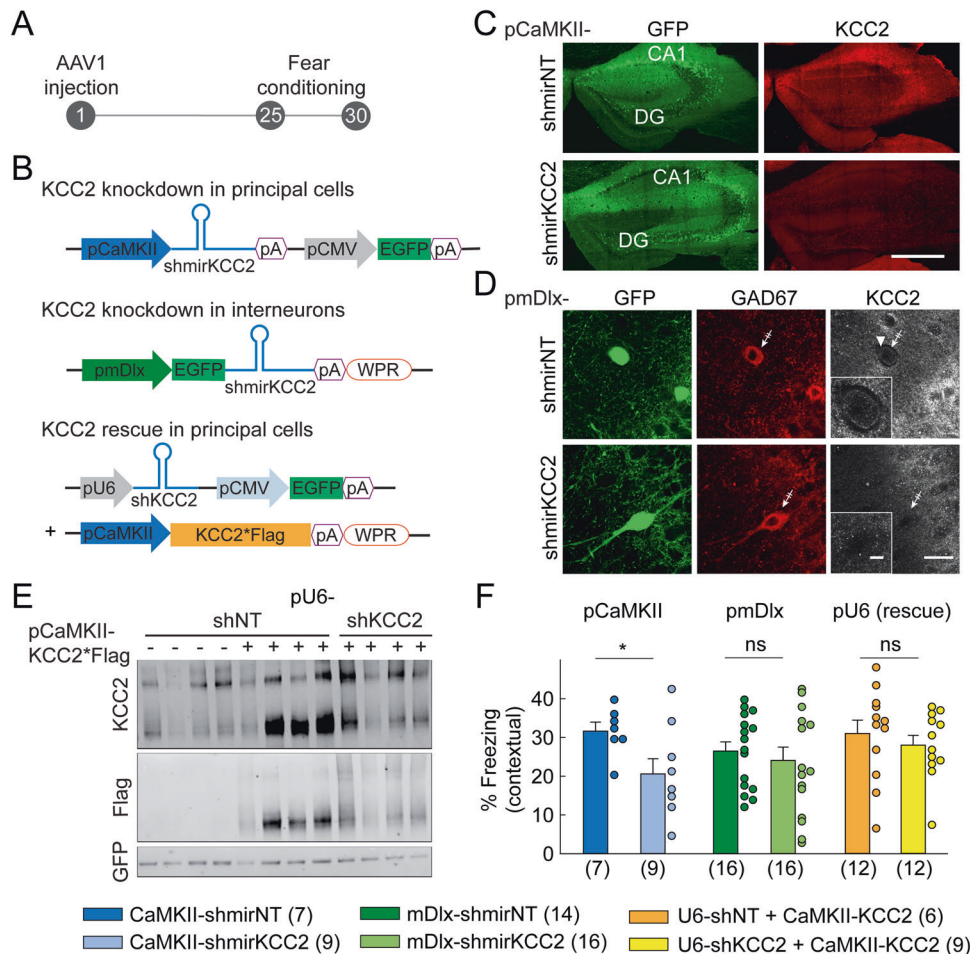 A
AAV1 injection
Fear conditioning
1
25
30
B
KCC2 knockdown in principal cells
pCaMKII
shmirKCC2
pA
pCMV
EGFP
pA
KCC2 knockdown in interneurons
pmDlx
EGFP
shmirKCC2
pA
WPR
KCC2 rescue in principal cells
pU6
shKCC2
pCMV
EGFP
pA
+
pCaMKII
KCC2*Flag
pA
WPR
C
pCaMKII-
GFP
KCC2
shmirNT
CA1
DG
shmirKCC2
CA1
DG
D
pmDlx-
GFP
GAD67
KCC2
shmirNT
shmirKCC2
E
pU6-
shNT
shKCC2
pCaMKII-
KCC2*Flag
- - - - + + + + + + + +
KCC2
Flag
GFP
F
pCaMKII
pmDlx
pU6 (rescue)
*
ns
ns
% Freezing
(contextual)
40
30
20
10
0
(7) (9) (16) (16) (12) (12)
CaMKII-shmirNT (7)
CaMKII-shmirKCC2 (9)
mDlx-shmirNT (14)
mDlx-shmirKCC2 (16)
U6-shNT + CaMKII-KCC2 (6)
U6-shKCC2 + CaMKII-KCC2 (9)